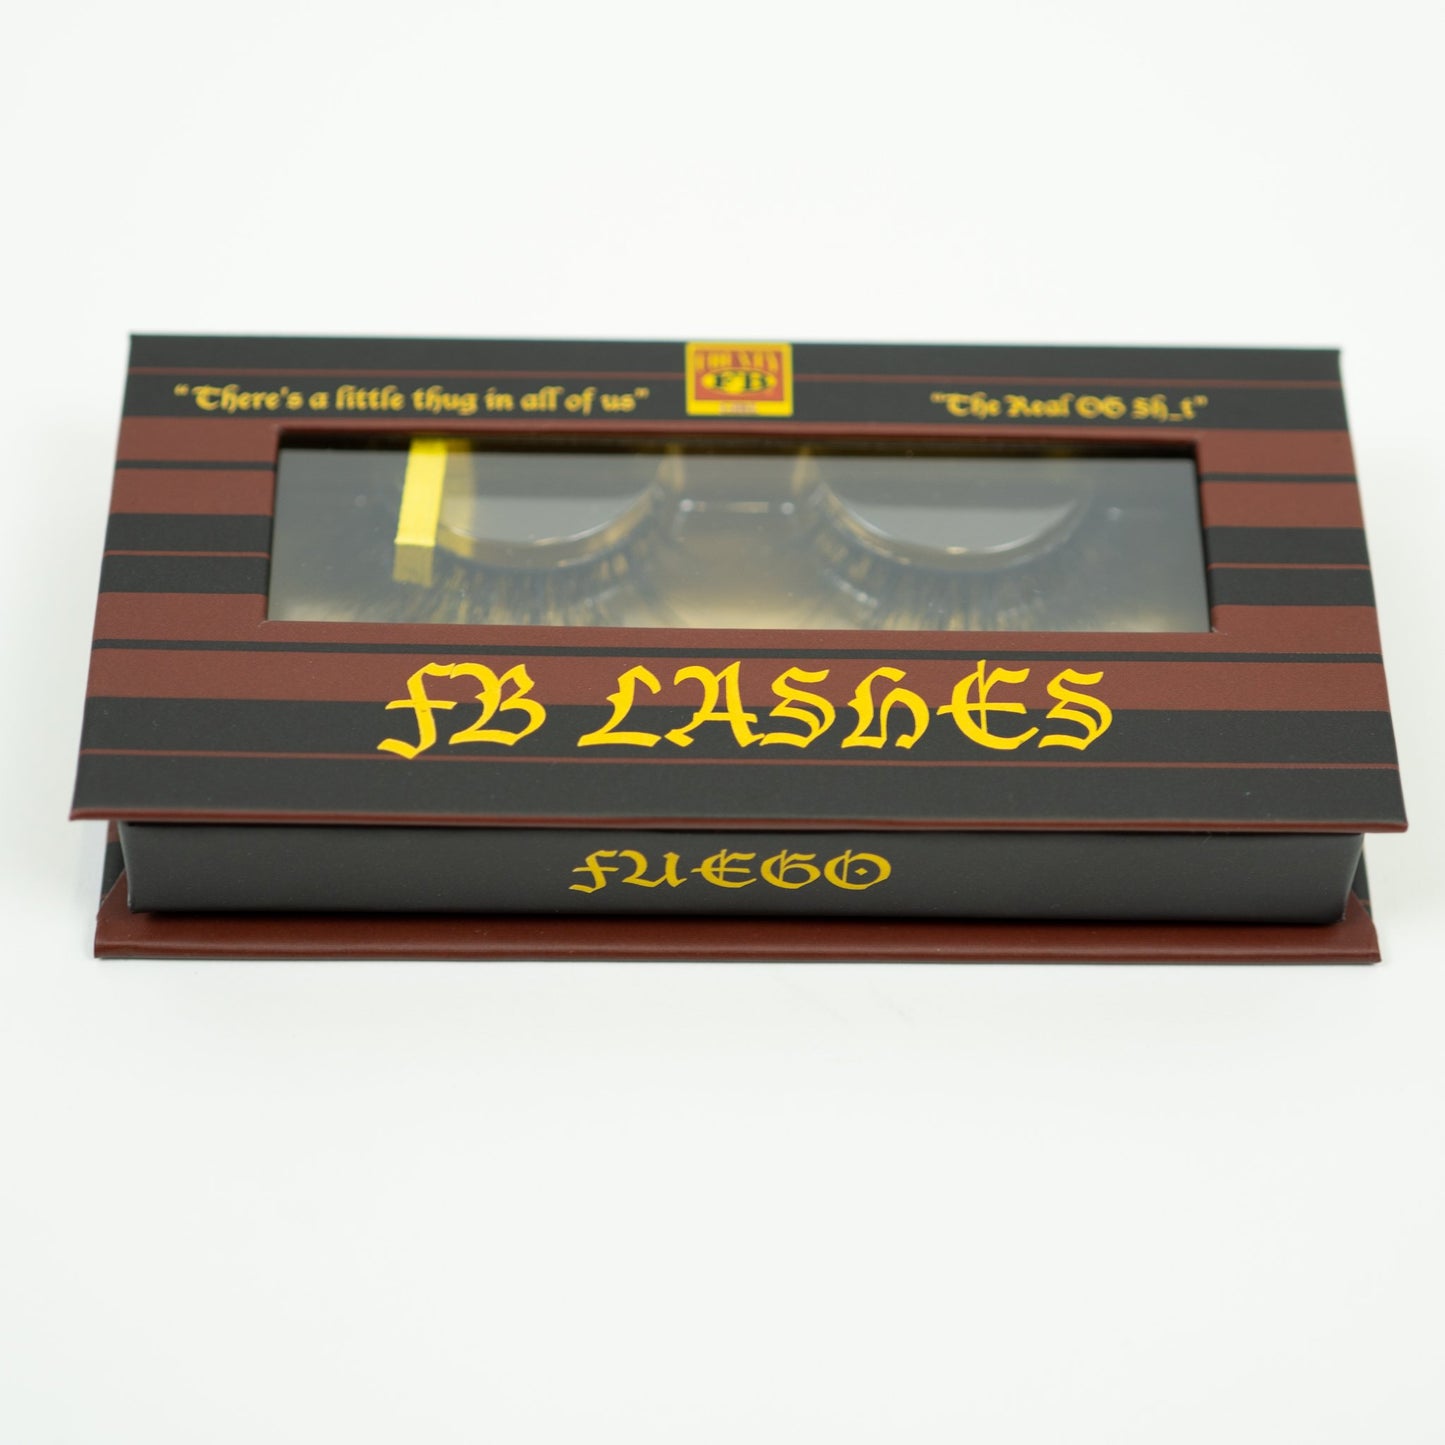 “There's a little thug in all of us”
FB
“The Real OG Sh_t”
FB LASHES
FUEGO